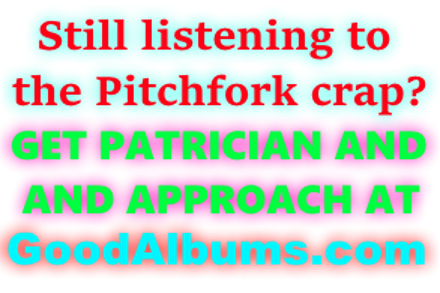 Still listening to
the Pitchfork crap?
GET PATRICIAN AND
AND APPROACH AT
GoodAlbums.com